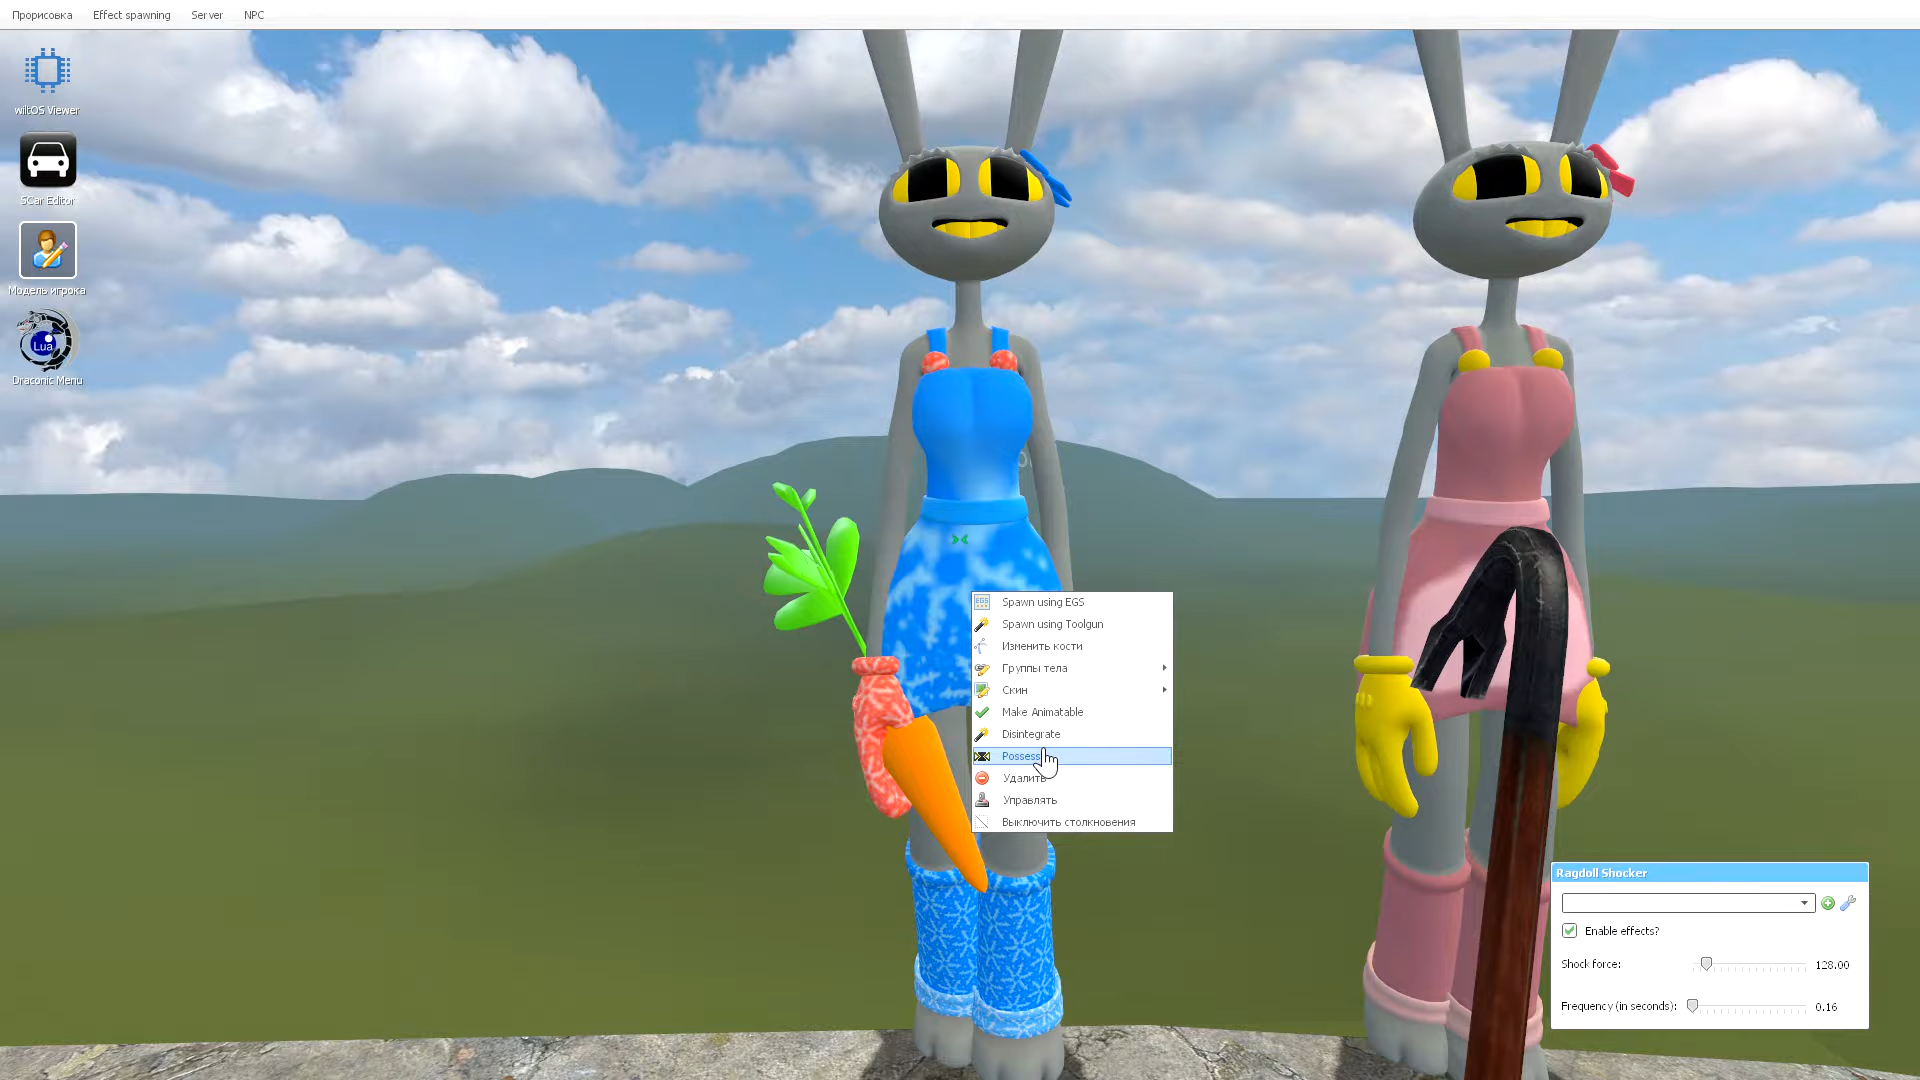 Прорисовка Effect spawning Server NPC
wiltOS Viewer
SCar Editor
Модель игрока
Lua
Draconic Menu
EGS Spawn using EGS
Spawn using Toolgun
Изменить кости
Группы тела
Скин
Make Animatable
Disintegrate
Possess
Удалить
Управлять
Выключить столкновения
Ragdoll Shocker
Enable effects?
Shock force: 128.00
Frequency (in seconds): 0.16